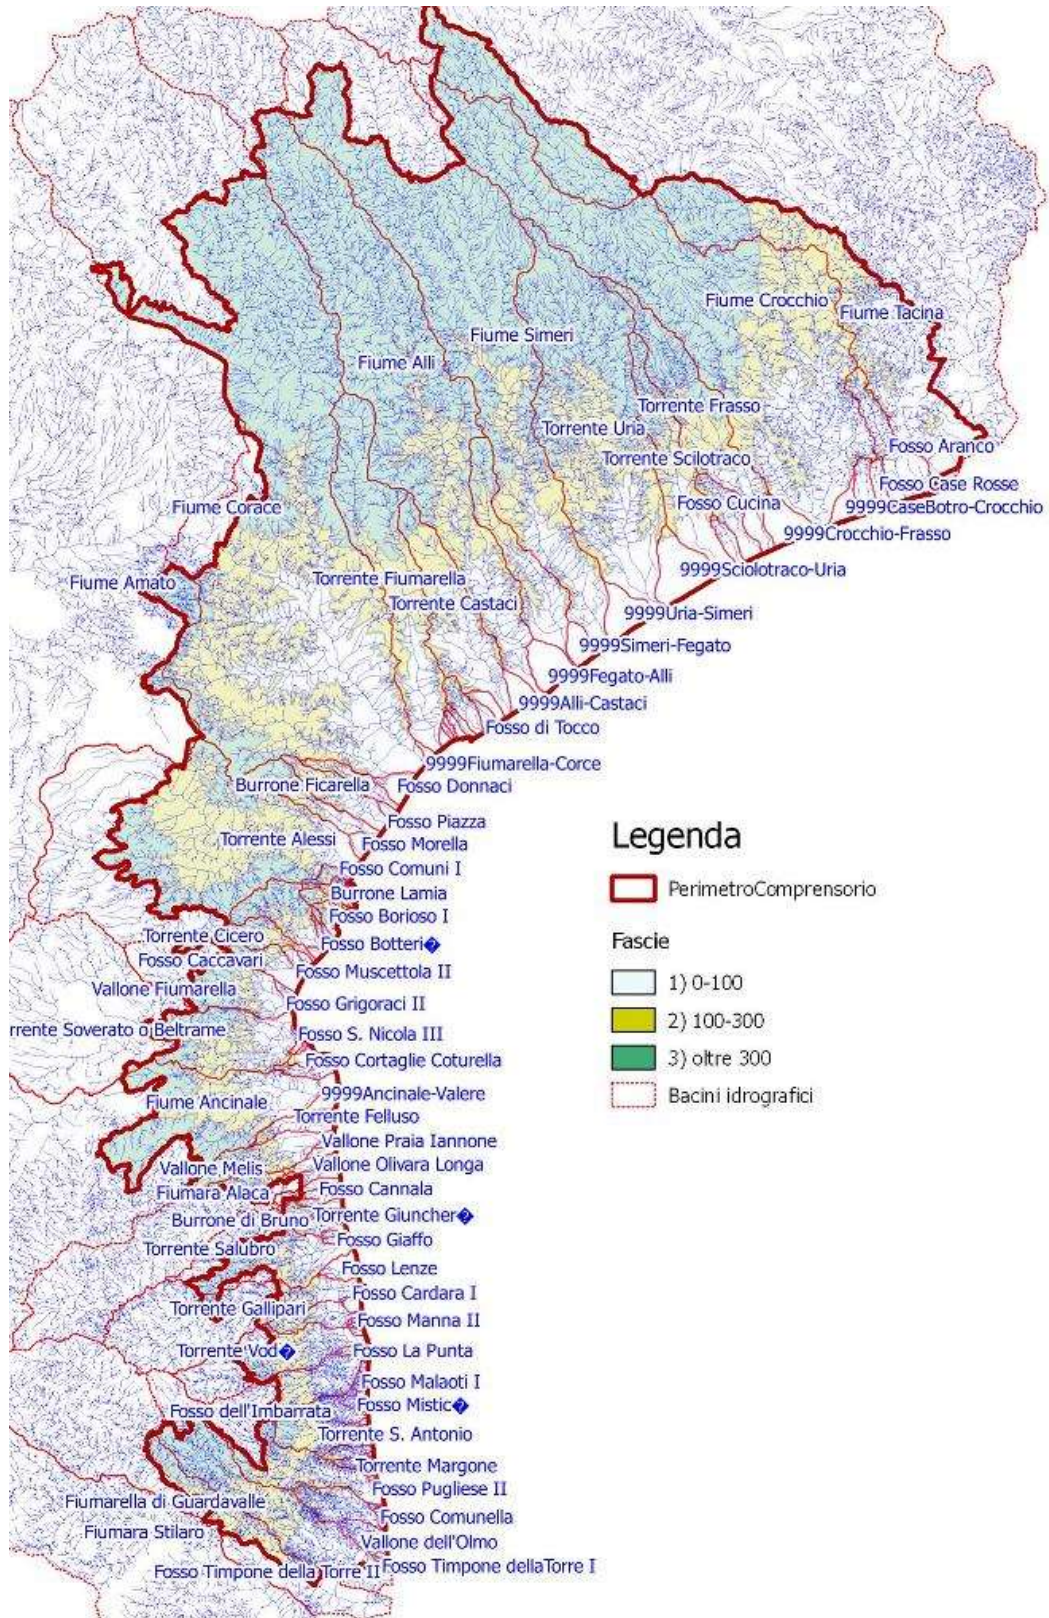 Fiume Crocchio
Fiume Tacina
Fiume Simeri
Fiume Alli
Torrente Frasso
Torrente Uria
Fosso Aranco
Torrente Scilotraco
Fosso Case Rosse
Fosso Cucina
Fiume Corace
9999CaseBotro-Crocchio
9999Crocchio-Frasso
9999Sciolotraco-Uria
Fiume Amato
Torrente Fiumarella
Torrente Castaci
9999Uria-Simeri
9999Simeri-Fegato
9999Fegato-Alli
9999Alli-Castaci
Fosso di Tocco
9999Fiumarella-Corce
Burrone Ficarella
Fosso Donnaci
Fosso Piazza
Torrente Alessi
Fosso Morella
Fosso Comuni I
Burrone Lamia
Fosso Borioso I
Torrente Cicero
Fosso Botteri�
Fosso Caccavari
Fosso Muscettola II
Vallone Fiumarella
Fosso Grigoraci II
rrente Soverato o Beltrame
Fosso S. Nicola III
Fosso Cortaglie Coturella
9999Ancinale-Valere
Fiume Ancinale
Torrente Felluso
Vallone Praia Iannone
Vallone Melis
Vallone Olivara Longa
Fiumara Alaca
Fosso Cannala
Burrone di Bruno
Torrente Giuncher�
Fosso Giaffo
Torrente Salubro
Fosso Lenze
Fosso Cardara I
Torrente Gallipari
Fosso Manna II
Torrente Vod�
Fosso La Punta
Fosso Malaoti I
Fosso Mistic�
Fosso dell'Imbarrata
Torrente S. Antonio
Torrente Margone
Fosso Pugliese II
Fiumarella di Guardavalle
Fosso Comunella
Fiumara Stilaro
Vallone dell'Olmo
Fosso Timpone della Torre II
Fosso Timpone dellaTorre I
Legenda
PerimetroComprensorio
Fascie
1) 0-100
2) 100-300
3) oltre 300
Bacini idrografici